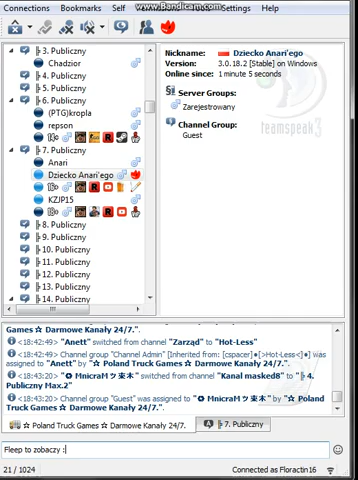 www.Bandicam.com
Connections Bookmarks Self Settings Help
3. Publiczny
Chadzior
4. Publiczny
5. Publiczny
6. Publiczny
(PTG)kropla
repson
7. Publiczny
Anari
Dziecko Anari'ego
KZJP15
8. Publiczny
9. Publiczny
10. Publiczny
11. Publiczny
12. Publiczny
13. Publiczny
14. Publiczny
Nickname: Dziecko Anari'ego
Version: 3.0.18.2 [Stable] on Windows
Online since: 1 minute 5 seconds
Server Groups:
Zarejestrowany
Channel Group:
Guest
teamspeak3
Games ☆ Darmowe Kanały 24/7.".
<18:42:49> "Anett" switched from channel "Zarząd" to "Hot-Less"
<18:42:49> Channel group "Channel Admin" [Inherited from: [cspacer]♦[>Hot-Less<]♦] was
assigned to "Anett" by "☆ Poland Truck Games ☆ Darmowe Kanały 24/7.".
<18:43:20> "✪ MnicraM ツ 束木" switched from channel "Kanał masked8" to "╠ 4.
Publiczny Max.2"
<18:43:20> Channel group "Guest" was assigned to "✪ MnicraM ツ 束木" by "☆ Poland
Truck Games ☆ Darmowe Kanały 24/7.".
☆ Poland Truck Games ☆ Darmowe Kanały 24/7.
╠ 7. Publiczny
Fleep to zobaczy :|
21 / 1024
Connected as Floractin16